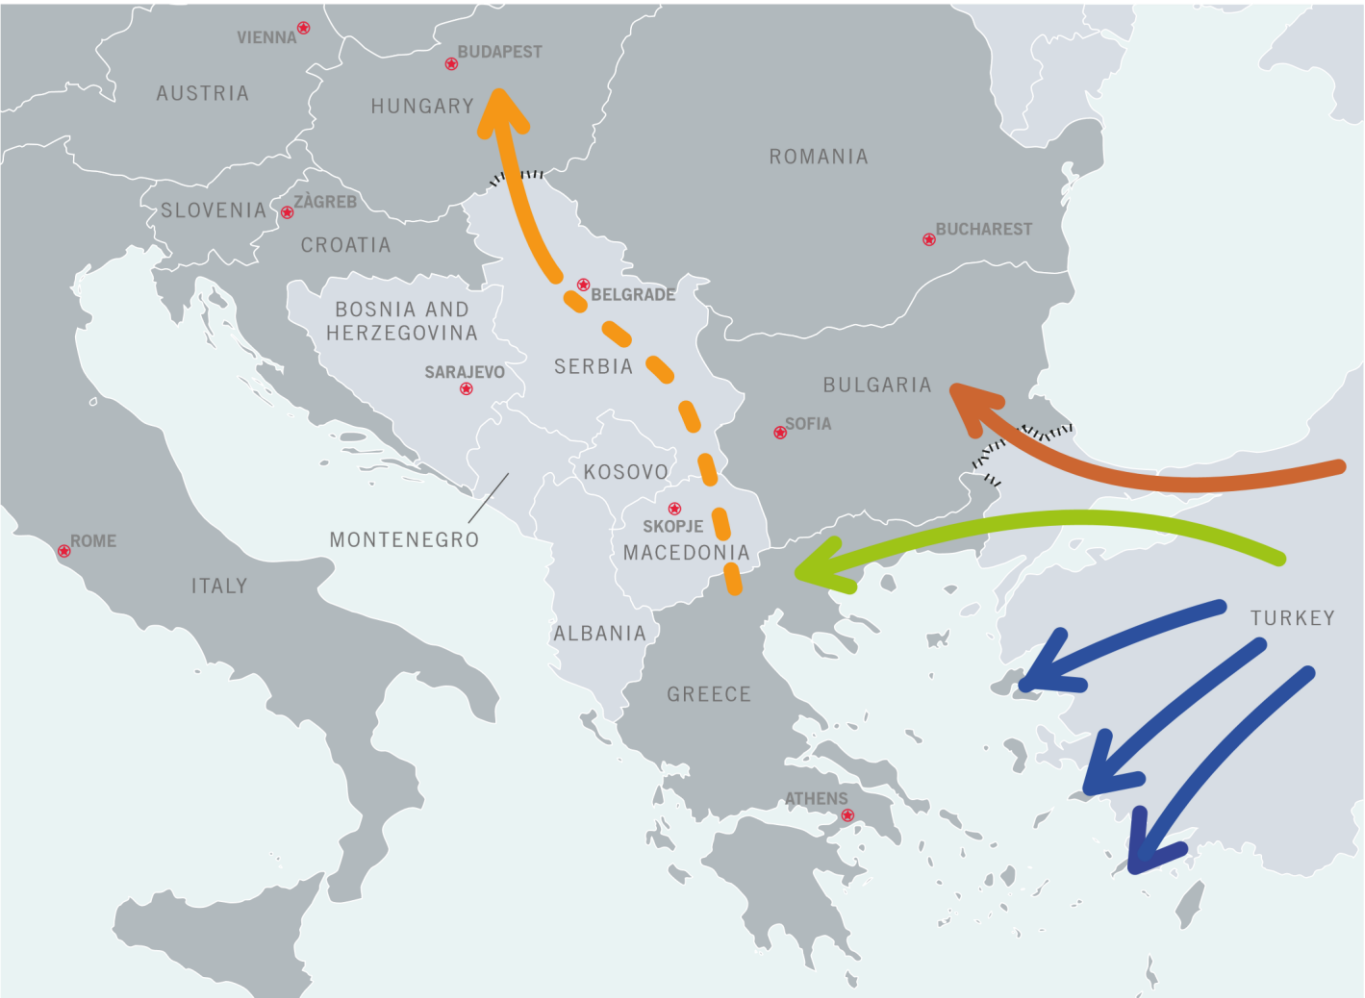 VIENNA
BUDAPEST
AUSTRIA
HUNGARY
ROMANIA
ZÀGREB
SLOVENIA
CROATIA
BUCHAREST
BELGRADE
BOSNIA AND
HERZEGOVINA
SERBIA
SARAJEVO
BULGARIA
SOFIA
KOSOVO
SKOPJE
MONTENEGRO
ROME
MACEDONIA
ITALY
TURKEY
ALBANIA
GREECE
ATHENS